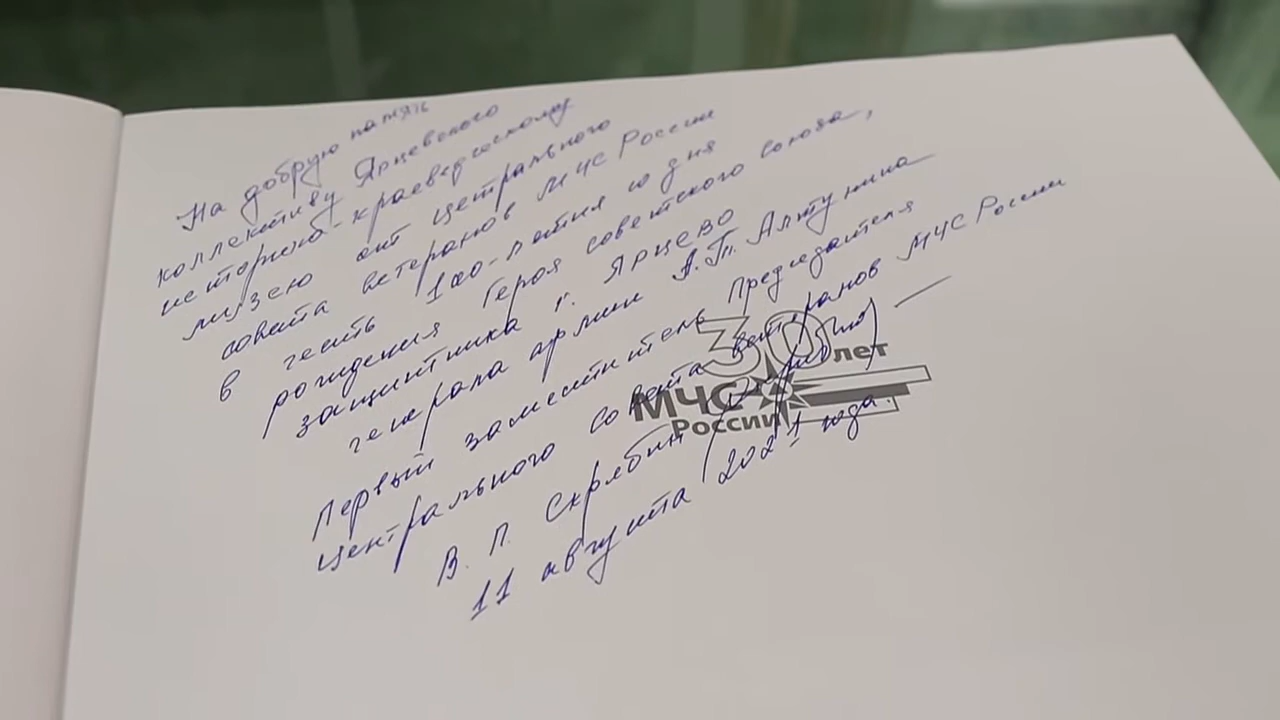 На добрую память
коллективу Ярцевского
историко-краеведческому
музею от Центрального
совета ветеранов МЧС России
в честь 100-летия со дня
рождения Героя советского союза,
защитника г. Ярцево
генерала армии А.Т. Алтунина
Первый заместитель Председателя
центрального совета ветеранов МЧС России
В. П. Скрябин
11 августа 2021 года.
30 лет
МЧС
России